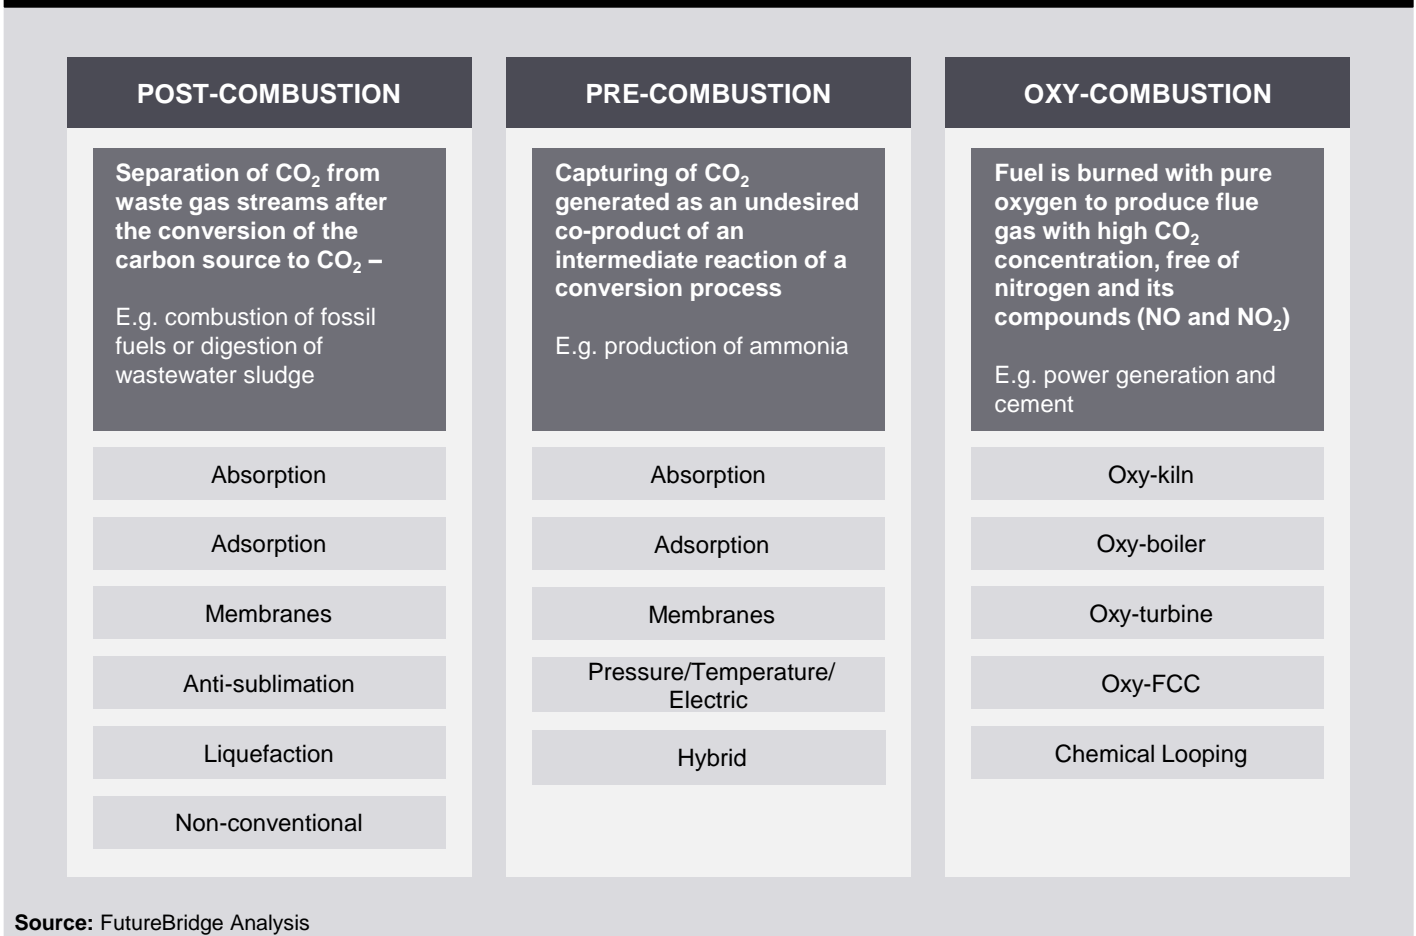 POST-COMBUSTION
Separation of CO₂ from
waste gas streams after
the conversion of the
carbon source to CO₂ –
E.g. combustion of fossil
fuels or digestion of
wastewater sludge
Absorption
Adsorption
Membranes
Anti-sublimation
Liquefaction
Non-conventional
PRE-COMBUSTION
Capturing of CO₂
generated as an undesired
co-product of an
intermediate reaction of a
conversion process
E.g. production of ammonia
Absorption
Adsorption
Membranes
Pressure/Temperature/
Electric
Hybrid
OXY-COMBUSTION
Fuel is burned with pure
oxygen to produce flue
gas with high CO₂
concentration, free of
nitrogen and its
compounds (NO and NO₂)
E.g. power generation and
cement
Oxy-kiln
Oxy-boiler
Oxy-turbine
Oxy-FCC
Chemical Looping
Source: FutureBridge Analysis